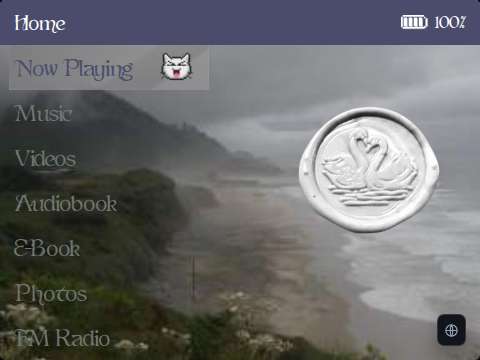 Home
100%
Now Playing
Music
Videos
Audiobook
E-Book
Photos
FM Radio